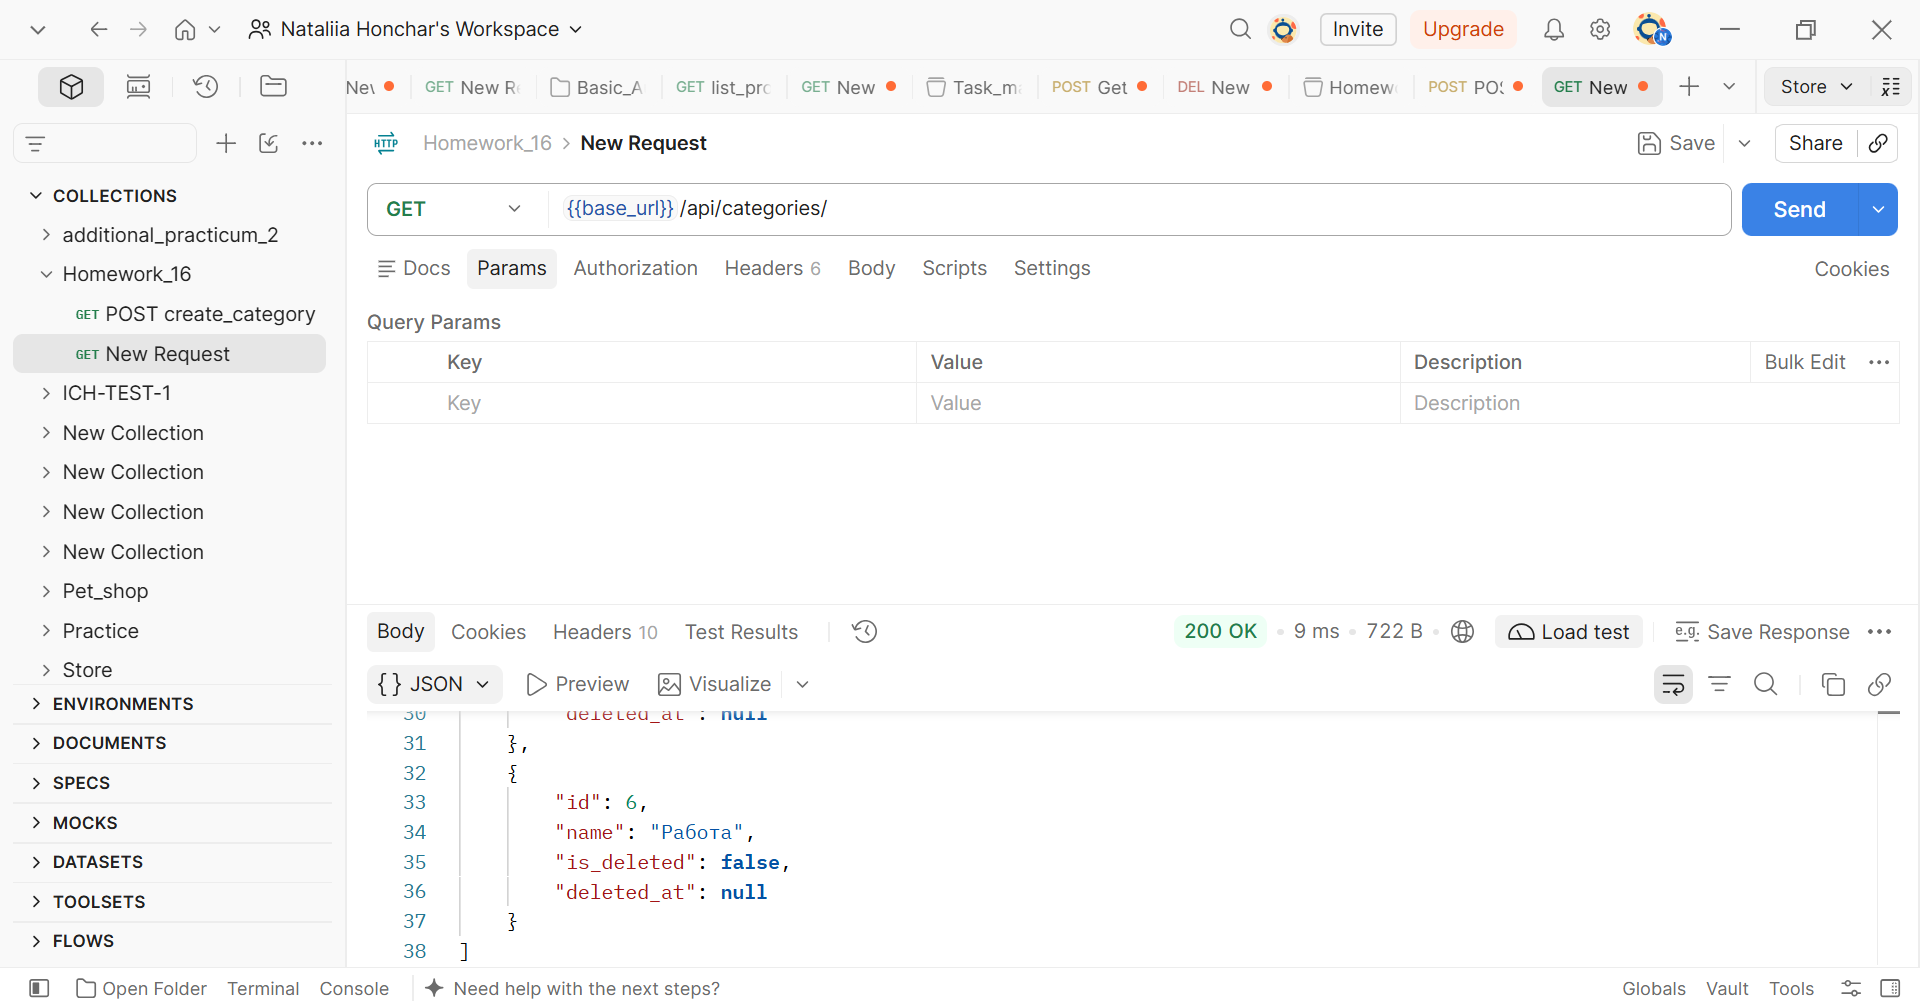 Nataliia Honchar's Workspace
Invite
Upgrade
N
GET New R
Basic_A
GET list_pro
GET New
Task_ma
POST Get
DEL New
Homew
POST
GET New
Store
HTTP
Homework_16 > New Request
Save
Share
COLLECTIONS
additional_practicum_2
Homework_16
GET POST create_category
GET New Request
ICH-TEST-1
New Collection
New Collection
New Collection
New Collection
Pet_shop
Practice
Store
ENVIRONMENTS
DOCUMENTS
SPECS
MOCKS
DATASETS
TOOLSETS
FLOWS
GET
{{base_url}} /api/categories/
Send
Docs
Params
Authorization
Headers 6
Body
Scripts
Settings
Cookies
Query Params
Key
Value
Description
Bulk Edit
Key
Value
Description
Body
Cookies
Headers 10
Test Results
200 OK
9 ms
722 B
Load test
e.g. Save Response
{} JSON
Preview
Visualize
30 "deleted_at": null
31 },
32 {
33 "id": 6,
34 "name": "Работа",
35 "is_deleted": false,
36 "deleted_at": null
37 }
38 ]
Open Folder
Terminal
Console
Need help with the next steps?
Globals
Vault
Tools